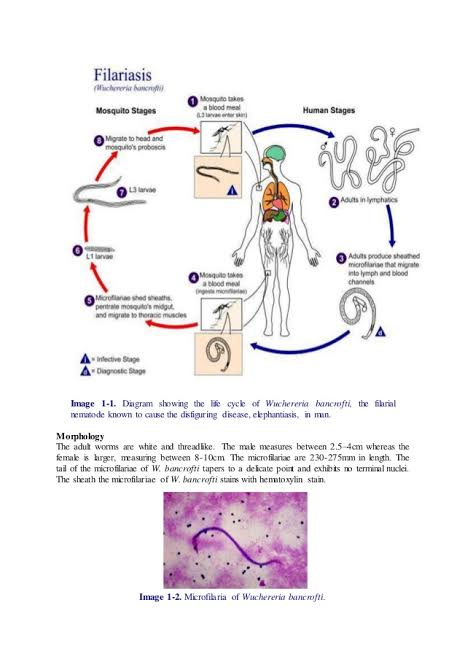 Filariasis
(Wuchereria bancrofti)
Mosquito Stages
Human Stages
1 Mosquito takes
a blood meal
(L3 larvae enter skin)
8 Migrate to head and
mosquito's proboscis
7 L3 larvae
i
2 Adults in lymphatics
6
L1 larvae
3 Adults produce sheathed
microfilariae that migrate
into lymph and blood
channels
4 Mosquito takes
a blood meal
(ingests microfilariae)
5 Microfilariae shed sheaths,
pentrate mosquito's midgut,
and migrate to thoracic muscles
d
i = Infective Stage
d = Diagnostic Stage
Image 1-1. Diagram showing the life cycle of Wuchereria bancrofti, the filarial
nematode known to cause the disfiguring disease, elephantiasis, in man.
Morphology
The adult worms are white and threadlike. The male measures between 2.5–4cm whereas the
female is larger, measuring between 8-10cm. The microfilariae are 230-275mm in length. The
tail of the microfilariae of W. bancrofti tapers to a delicate point and exhibits no terminal nuclei.
The sheath the microfilariae of W. bancrofti stains with hematoxylin stain.
Image 1-2. Microfilaria of Wuchereria bancrofti.